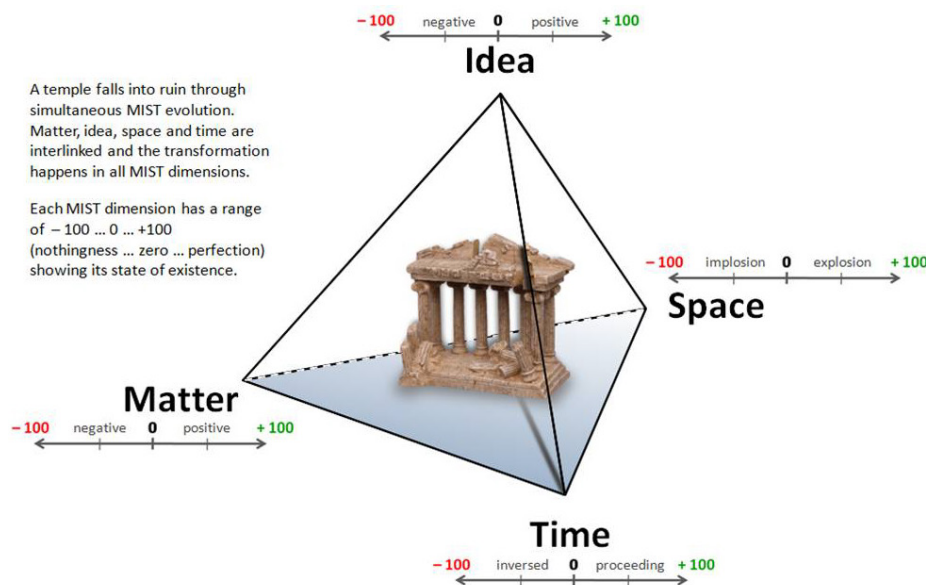 – 100 negative 0 positive + 100
Idea
A temple falls into ruin through
simultaneous MIST evolution.
Matter, idea, space and time are
interlinked and the transformation
happens in all MIST dimensions.
Each MIST dimension has a range
of – 100 ... 0 ... +100
(nothingness ... zero ... perfection)
showing its state of existence.
– 100 implosion 0 explosion + 100
Space
Matter
– 100 negative 0 positive + 100
Time
– 100 inversed 0 proceeding + 100